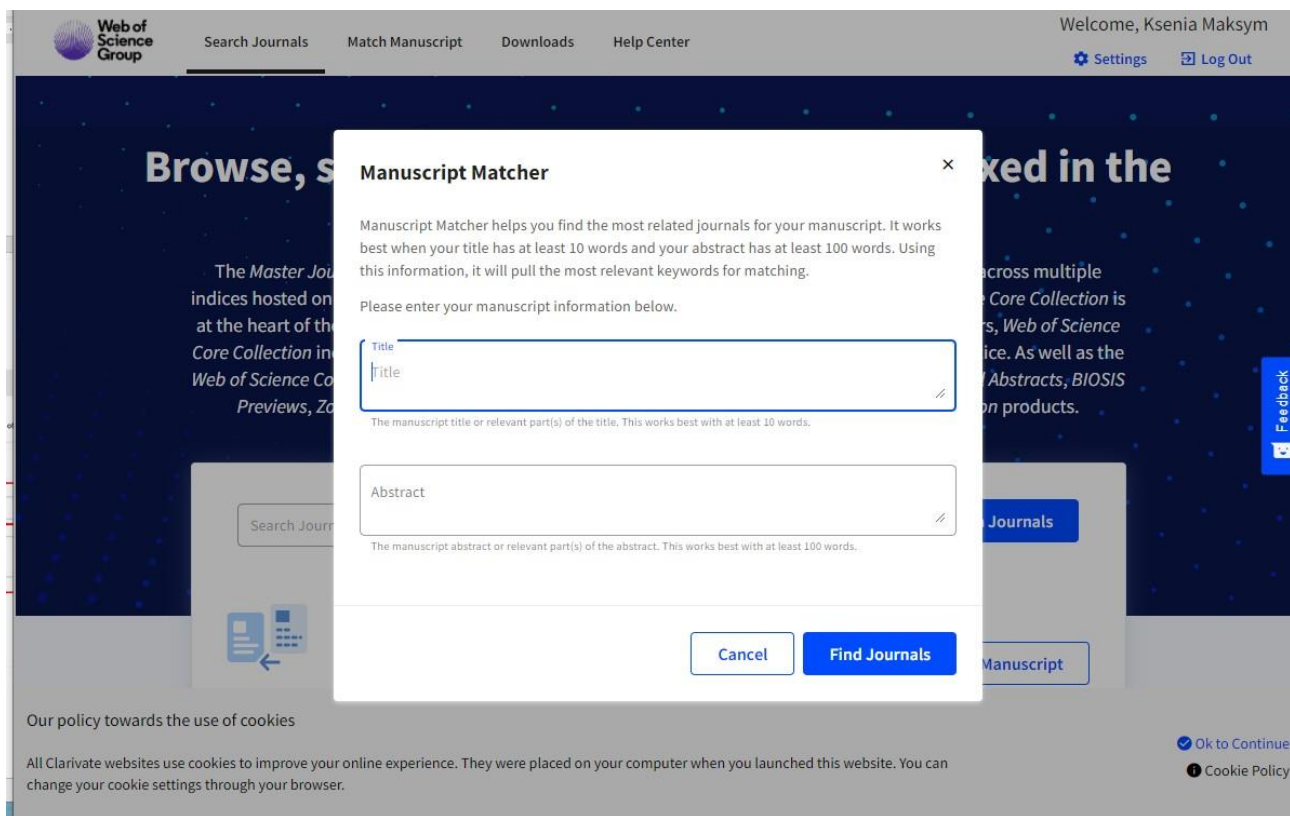 Web of
Science
Group
Search Journals
Match Manuscript
Downloads
Help Center
Welcome, Ksenia Maksym
Settings
Log Out
Browse, s
xed in the
Manuscript Matcher
×
Manuscript Matcher helps you find the most related journals for your manuscript. It works
best when your title has at least 10 words and your abstract has at least 100 words. Using
this information, it will pull the most relevant keywords for matching.
Please enter your manuscript information below.
Title
Title
The manuscript title or relevant part(s) of the title. This works best with at least 10 words.
Abstract
The manuscript abstract or relevant part(s) of the abstract. This works best with at least 100 words.
Cancel
Find Journals
The Master Jou
indices hosted on
at the heart of th
Core Collection in
Web of Science Co
Previews, Zo
across multiple
Core Collection is
s, Web of Science
ice. As well as the
Abstracts, BIOSIS
on products.
Search Journ
Journals
Manuscript
Feedback
Our policy towards the use of cookies
All Clarivate websites use cookies to improve your online experience. They were placed on your computer when you launched this website. You can
change your cookie settings through your browser.
Ok to Continue
Cookie Policy